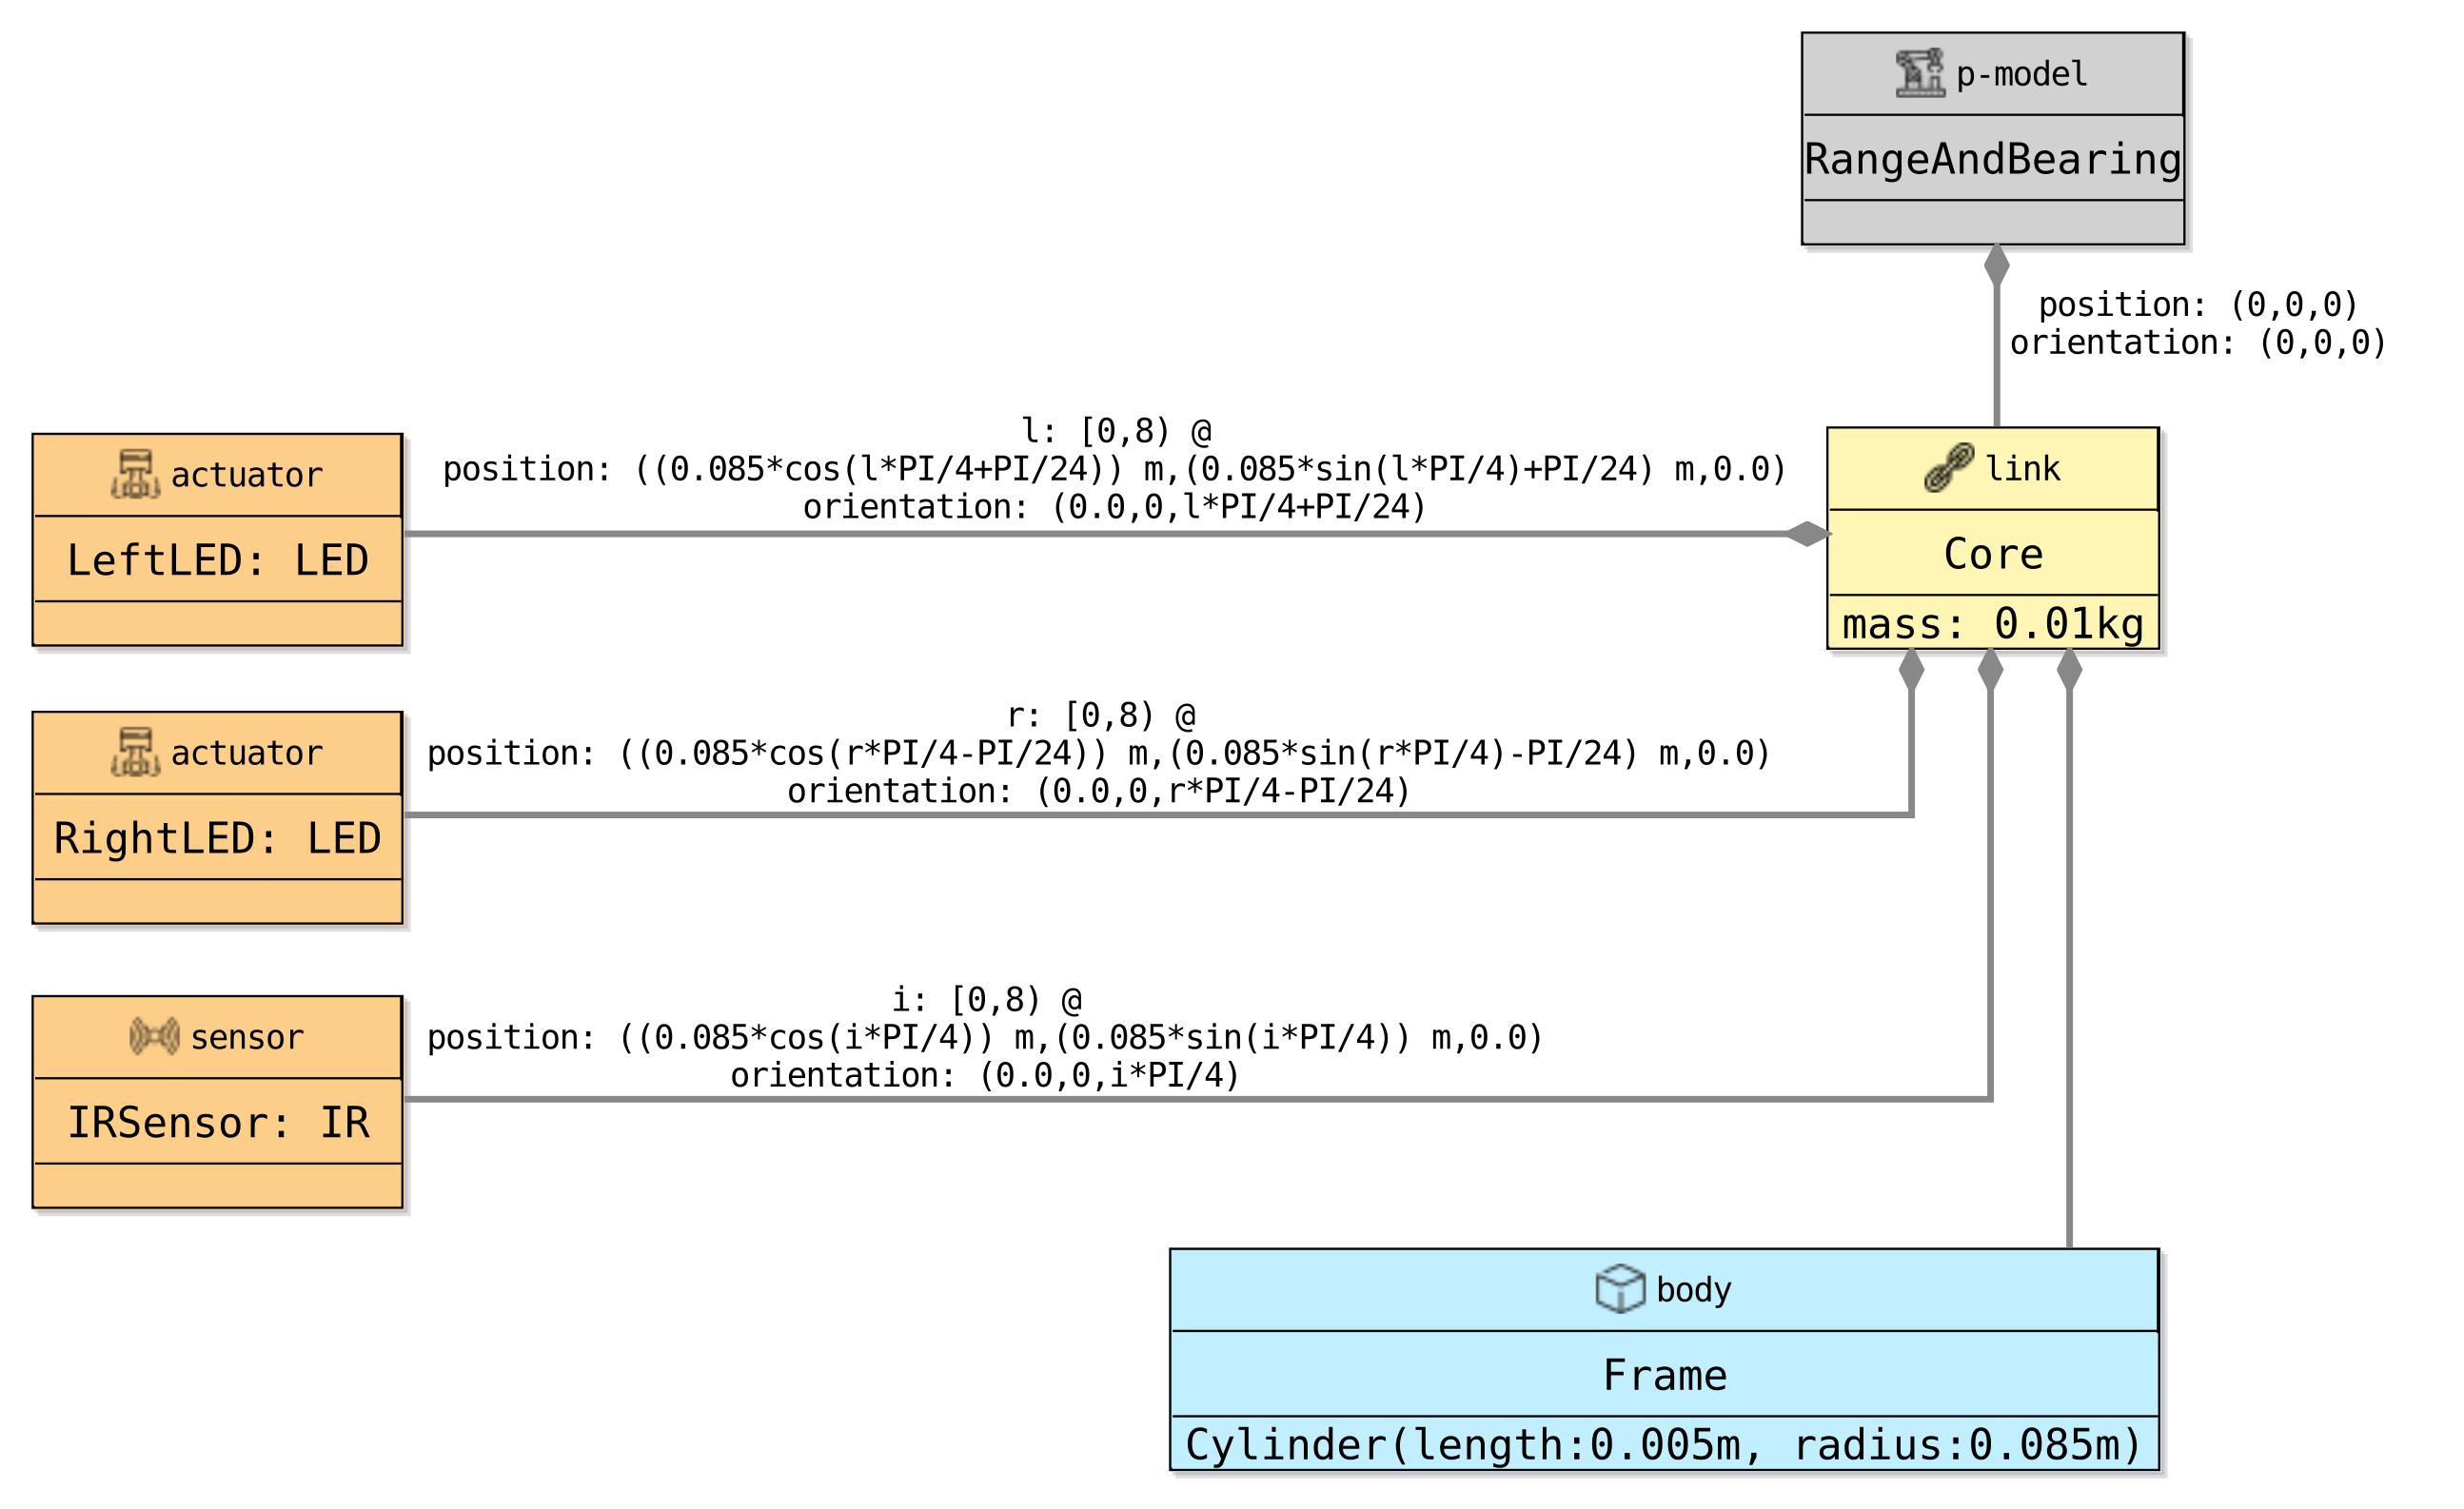 p-model
RangeAndBearing
position: (0,0,0)
orientation: (0,0,0)
l: [0,8) @
position: ((0.085*cos(l*PI/4+PI/24)) m,(0.085*sin(l*PI/4)+PI/24) m,0.0)
orientation: (0.0,0,l*PI/4+PI/24)
actuator
LeftLED: LED
link
Core
mass: 0.01kg
r: [0,8) @
position: ((0.085*cos(r*PI/4-PI/24)) m,(0.085*sin(r*PI/4)-PI/24) m,0.0)
orientation: (0.0,0,r*PI/4-PI/24)
actuator
RightLED: LED
i: [0,8) @
position: ((0.085*cos(i*PI/4)) m,(0.085*sin(i*PI/4)) m,0.0)
orientation: (0.0,0,i*PI/4)
sensor
IRSensor: IR
body
Frame
Cylinder(length:0.005m, radius:0.085m)